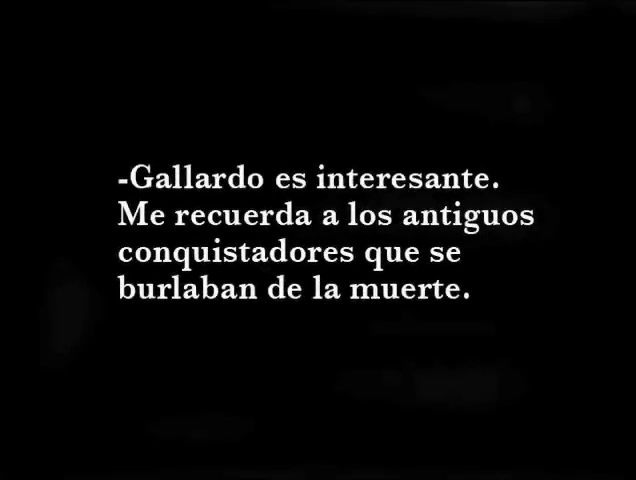 -Gallardo es interesante.
Me recuerda a los antiguos
conquistadores que se
burlaban de la muerte.